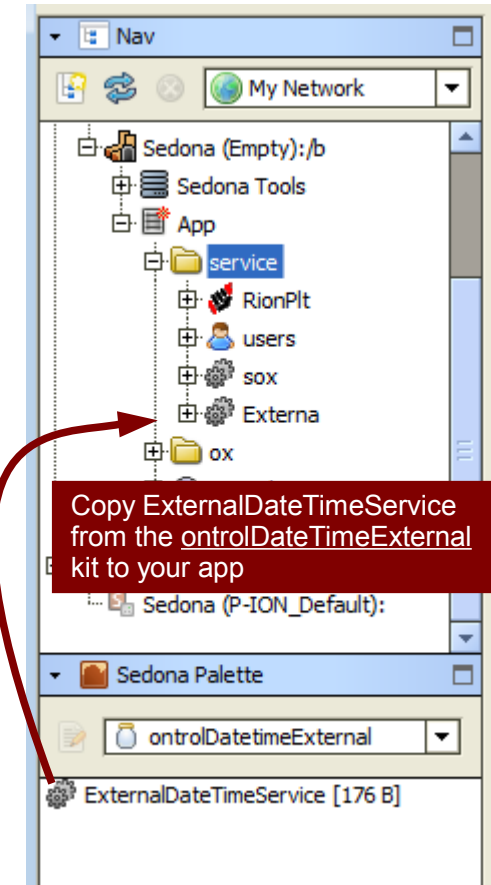 Nav
My Network
Sedona (Empty):/b
Sedona Tools
App
service
RionPlt
users
sox
Externa
ox
Copy ExternalDateTimeService
from the ontrolDateTimeExternal
kit to your app
Sedona (P-ION_Default):
Sedona Palette
ontrolDatetimeExternal
ExternalDateTimeService [176 B]